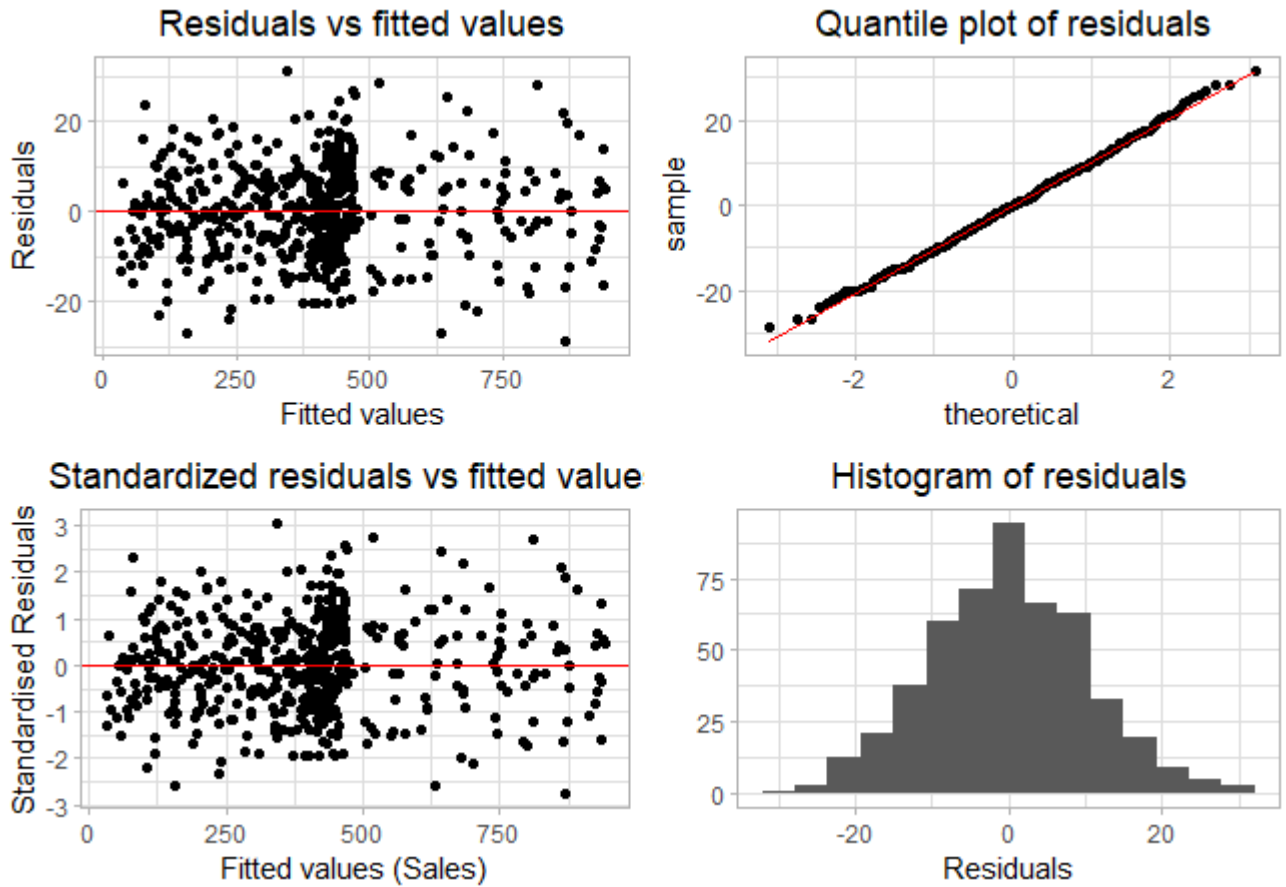 Residuals vs fitted values
Residuals
20
0
-20
0
250
500
750
Fitted values
Quantile plot of residuals
sample
20
0
-20
-2
0
2
theoretical
Standardized residuals vs fitted value
Standardised Residuals
3
2
1
0
-1
-2
-3
0
250
500
750
Fitted values (Sales)
Histogram of residuals
75
50
25
0
-20
0
20
Residuals